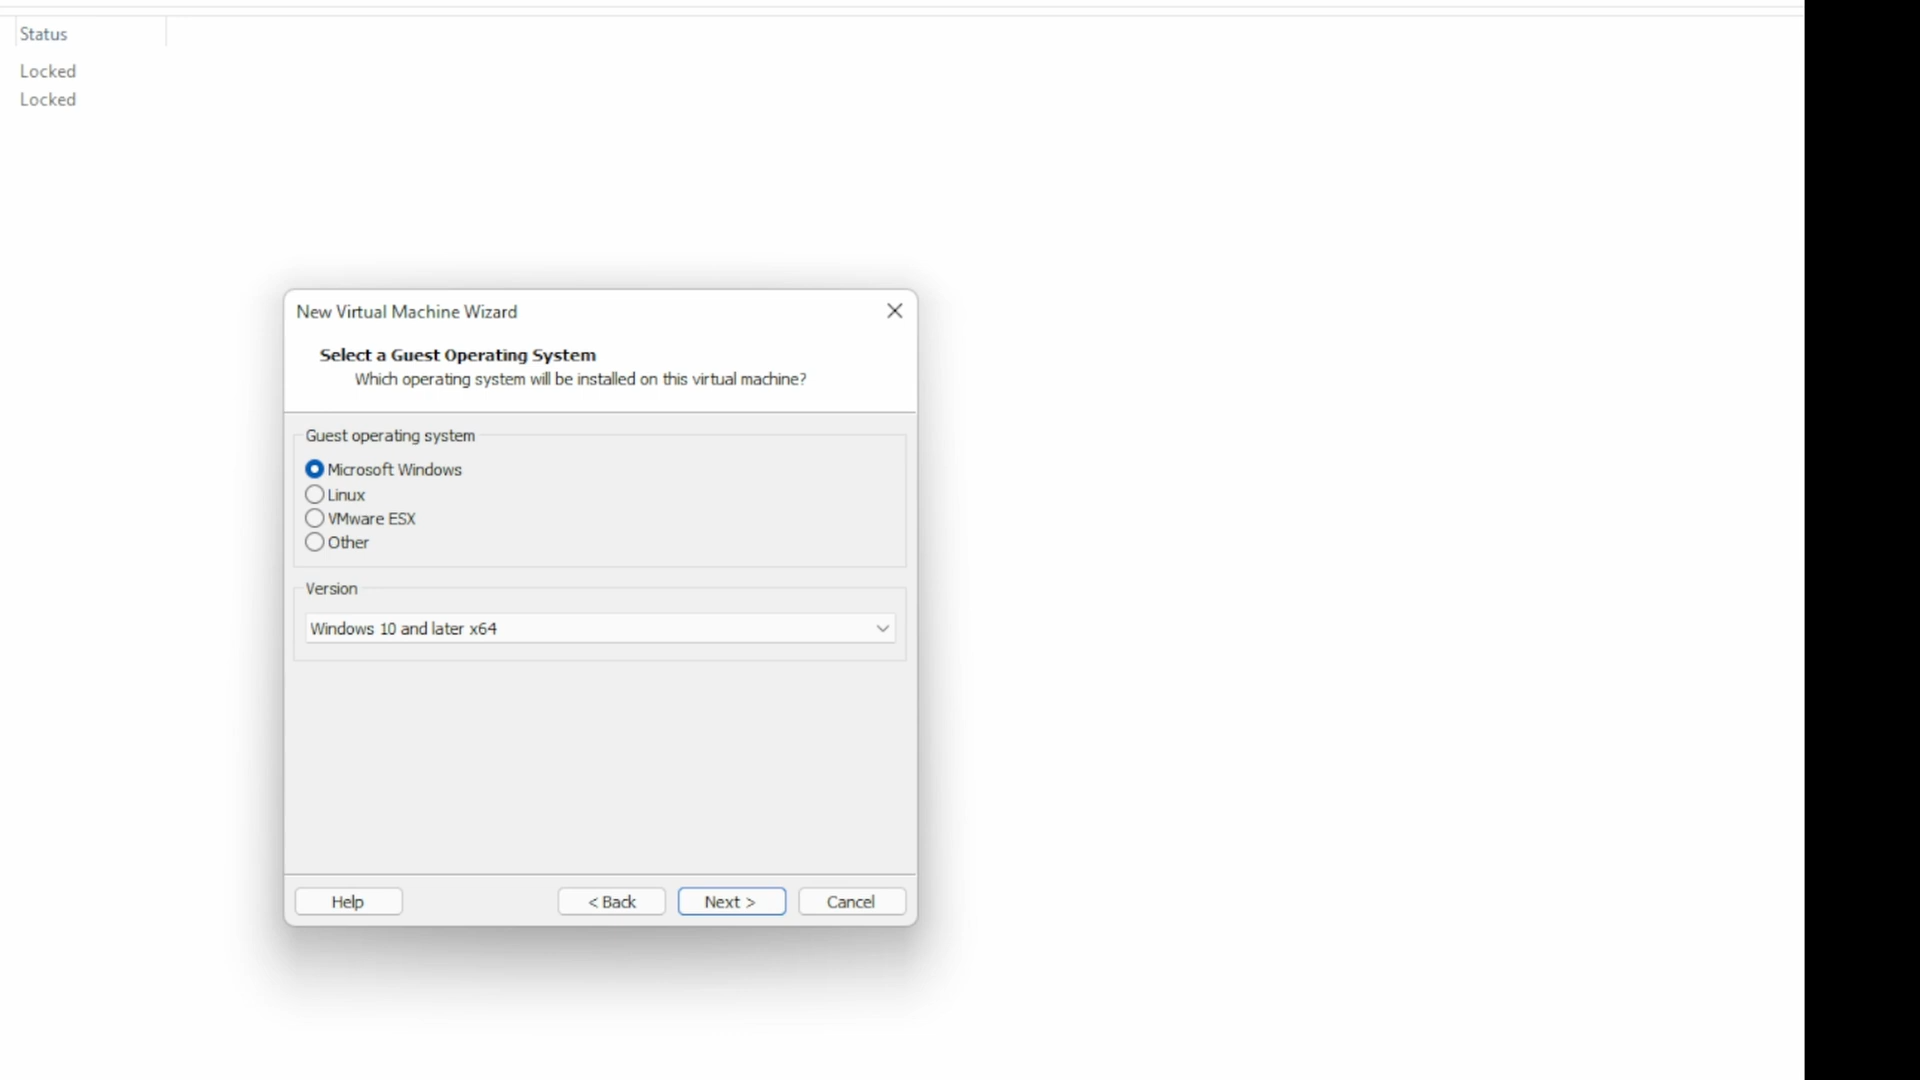 Status
Locked
Locked
New Virtual Machine Wizard
Select a Guest Operating System
Which operating system will be installed on this virtual machine?
Guest operating system
Microsoft Windows
Linux
VMware ESX
Other
Version
Windows 10 and later x64
Help
< Back
Next >
Cancel